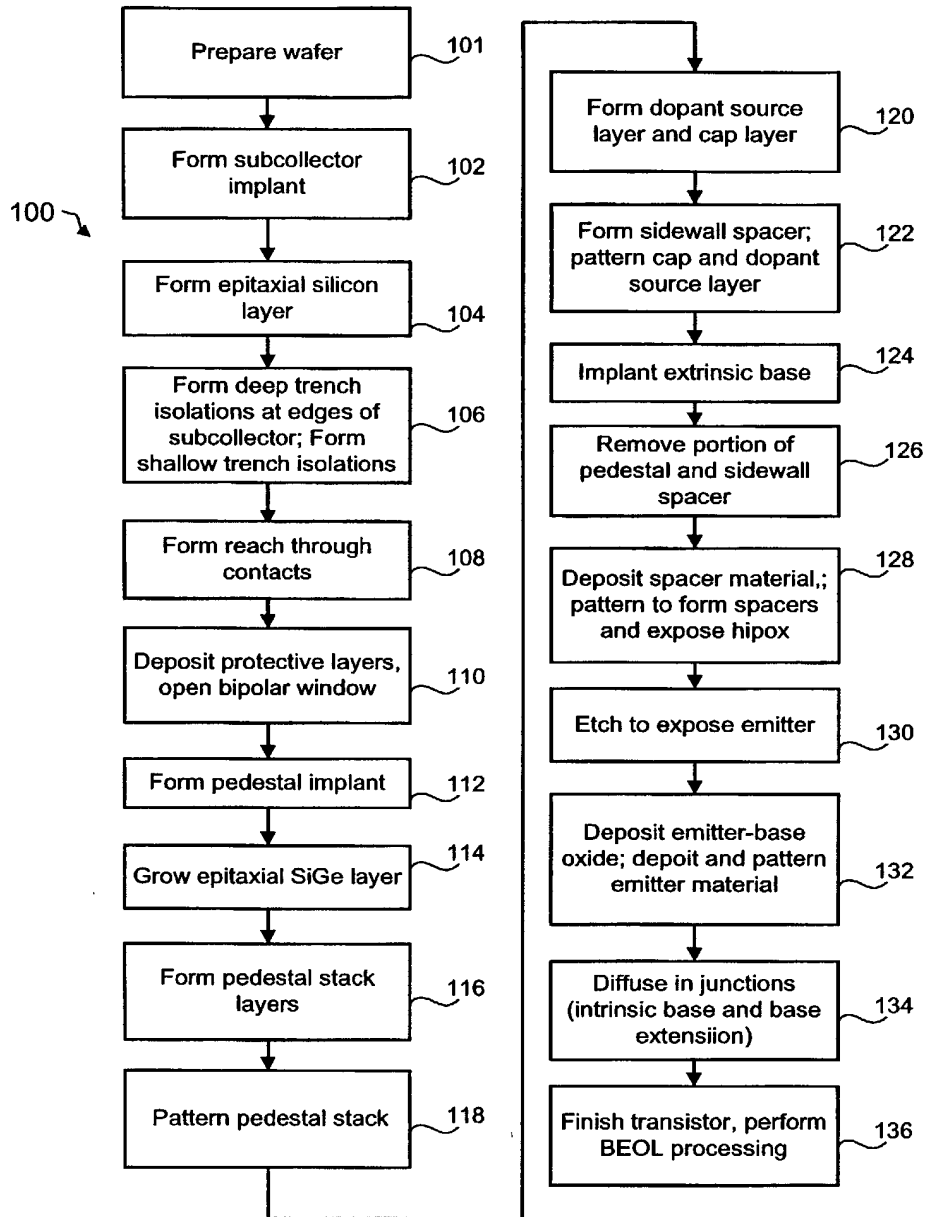 100
Prepare wafer
101
Form subcollector
implant
102
Form epitaxial silicon
layer
104
Form deep trench
isolations at edges of
subcollector; Form
shallow trench isolations
106
Form reach through
contacts
108
Deposit protective layers,
open bipolar window
110
Form pedestal implant
112
Grow epitaxial SiGe layer
114
Form pedestal stack
layers
116
Pattern pedestal stack
118
Form dopant source
layer and cap layer
120
Form sidewall spacer;
pattern cap and dopant
source layer
122
Implant extrinsic base
124
Remove portion of
pedestal and sidewall
spacer
126
Deposit spacer material,;
pattern to form spacers
and expose hipox
128
Etch to expose emitter
130
Deposit emitter-base
oxide; depoit and pattern
emitter material
132
Diffuse in junctions
(intrinsic base and base
extensiion)
134
Finish transistor, perform
BEOL processing
136